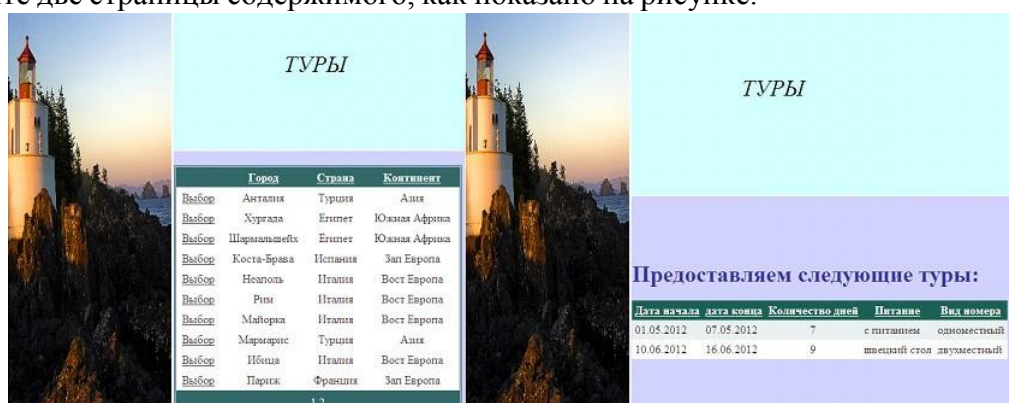 те две страницы содержимого, как показано на рисунке.
ТУРЫ
Город Страна Континент
Выбор Анталия Турция Азия
Выбор Хургада Египет Южная Африка
Выбор Шармальшейх Египет Южная Африка
Выбор Коста-Брава Испания Зап Европа
Выбор Неаполь Италия Вост Европа
Выбор Рим Италия Вост Европа
Выбор Майорка Италия Вост Европа
Выбор Мармарис Турция Азия
Выбор Ибица Италия Вост Европа
Выбор Париж Франция Зап Европа
1 2
ТУРЫ
Предоставляем следующие туры:
Дата начала дата конца Количество дней Питание Вид номера
01.05.2012 07.05.2012 7 с питанием одноместный
10.06.2012 16.06.2012 9 швецкий стол двухместный